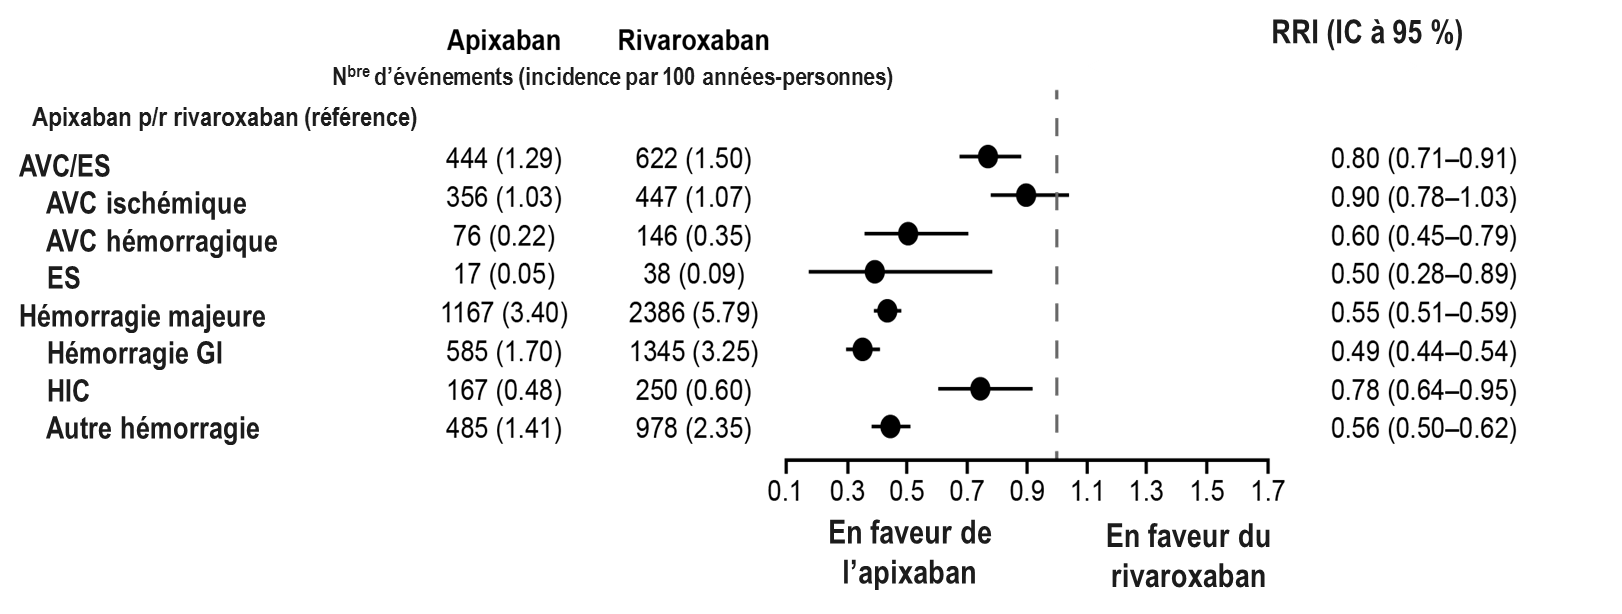 Apixaban Rivaroxaban RRI (IC à 95 %)
Nbre d'événements (incidence par 100 années-personnes)
Apixaban p/r rivaroxaban (référence)
AVC/ES 444 (1.29) 622 (1.50) 0.80 (0.71–0.91)
AVC ischémique 356 (1.03) 447 (1.07) 0.90 (0.78–1.03)
AVC hémorragique 76 (0.22) 146 (0.35) 0.60 (0.45–0.79)
ES 17 (0.05) 38 (0.09) 0.50 (0.28–0.89)
Hémorragie majeure 1167 (3.40) 2386 (5.79) 0.55 (0.51–0.59)
Hémorragie GI 585 (1.70) 1345 (3.25) 0.49 (0.44–0.54)
HIC 167 (0.48) 250 (0.60) 0.78 (0.64–0.95)
Autre hémorragie 485 (1.41) 978 (2.35) 0.56 (0.50–0.62)
0.1 0.3 0.5 0.7 0.9 1.1 1.3 1.5 1.7
En faveur de
l'apixaban
En faveur du
rivaroxaban